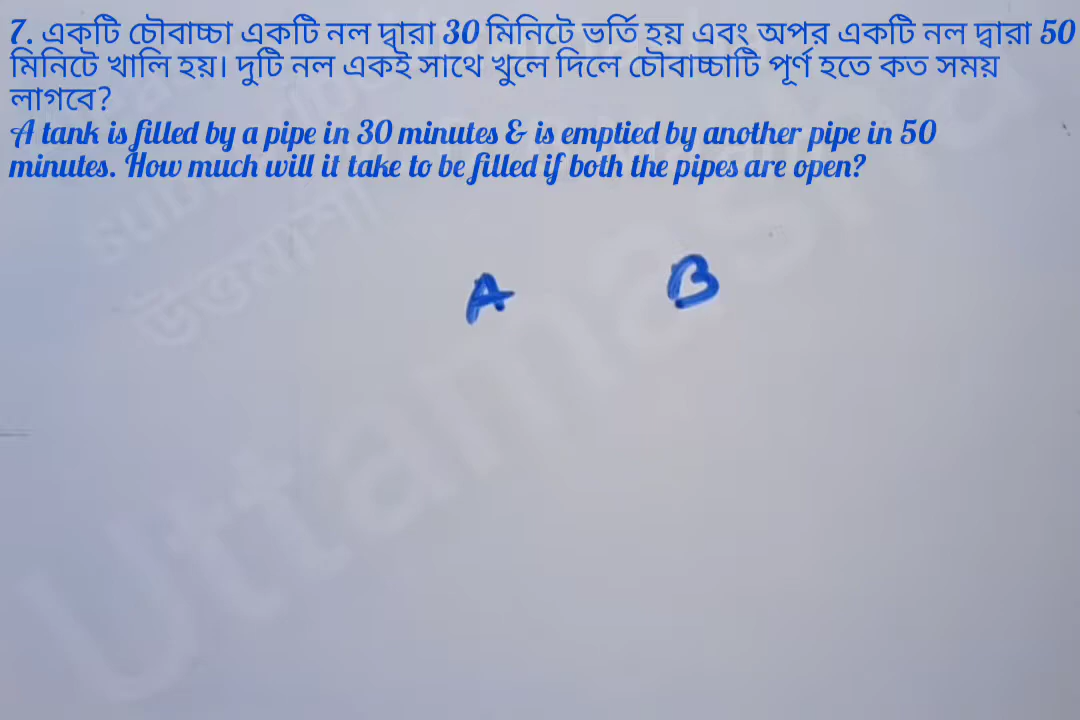 7. একটি চৌবাচ্চা একটি নল দ্বারা 30 মিনিটে ভর্তি হয় এবং অপর একটি নল দ্বারা 50
মিনিটে খালি হয়। দুটি নল একই সাথে খুলে দিলে চৌবাচ্চাটি পূর্ণ হতে কত সময়
লাগবে?
A tank is filled by a pipe in 30 minutes & is emptied by another pipe in 50
minutes. How much will it take to be filled if both the pipes are open?
A B